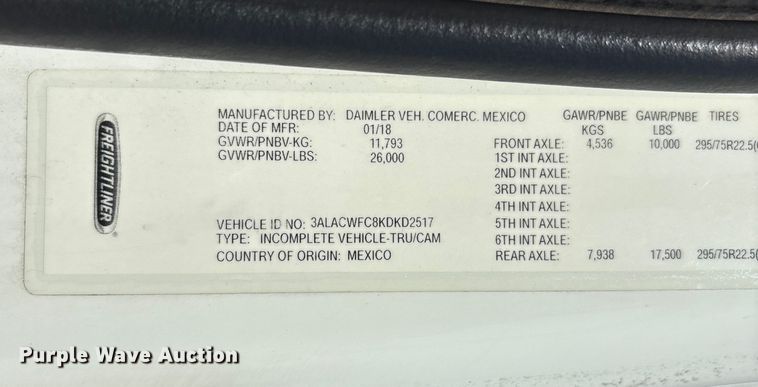 FREIGHTLINER
MANUFACTURED BY: DAIMLER VEH. COMERC. MEXICO
DATE OF MFR: 01/18
GVWR/PNBV-KG: 11,793
GVWR/PNBV-LBS: 26,000
VEHICLE ID NO: 3ALACWFC8KDKD2517
TYPE: INCOMPLETE VEHICLE-TRU/CAM
COUNTRY OF ORIGIN: MEXICO
GAWR/PNBE KGS GAWR/PNBE LBS TIRES
FRONT AXLE: 4,536 10,000 295/75R22.5(
1ST INT AXLE:
2ND INT AXLE:
3RD INT AXLE:
4TH INT AXLE:
5TH INT AXLE:
6TH INT AXLE:
REAR AXLE: 7,938 17,500 295/75R22.5(
Purple Wave Auction